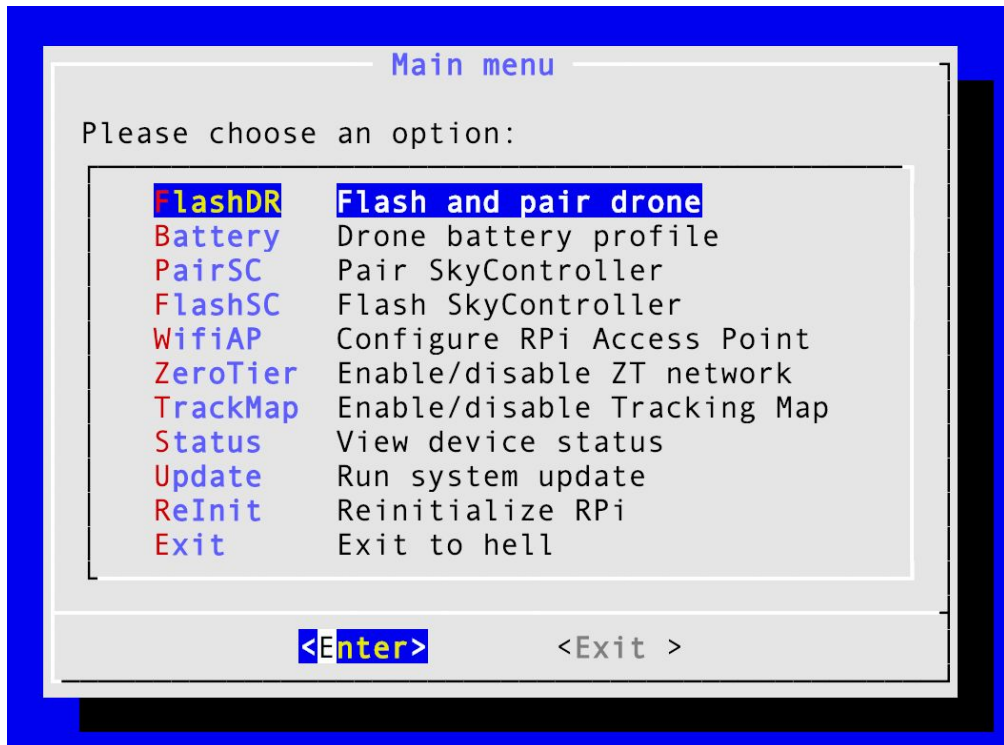 Main menu
Please choose an option:
FlashDR Flash and pair drone
Battery Drone battery profile
PairSC Pair SkyController
FlashSC Flash SkyController
WifiAP Configure RPi Access Point
ZeroTier Enable/disable ZT network
TrackMap Enable/disable Tracking Map
Status View device status
Update Run system update
ReInit Reinitialize RPi
Exit Exit to hell
<Enter> <Exit >